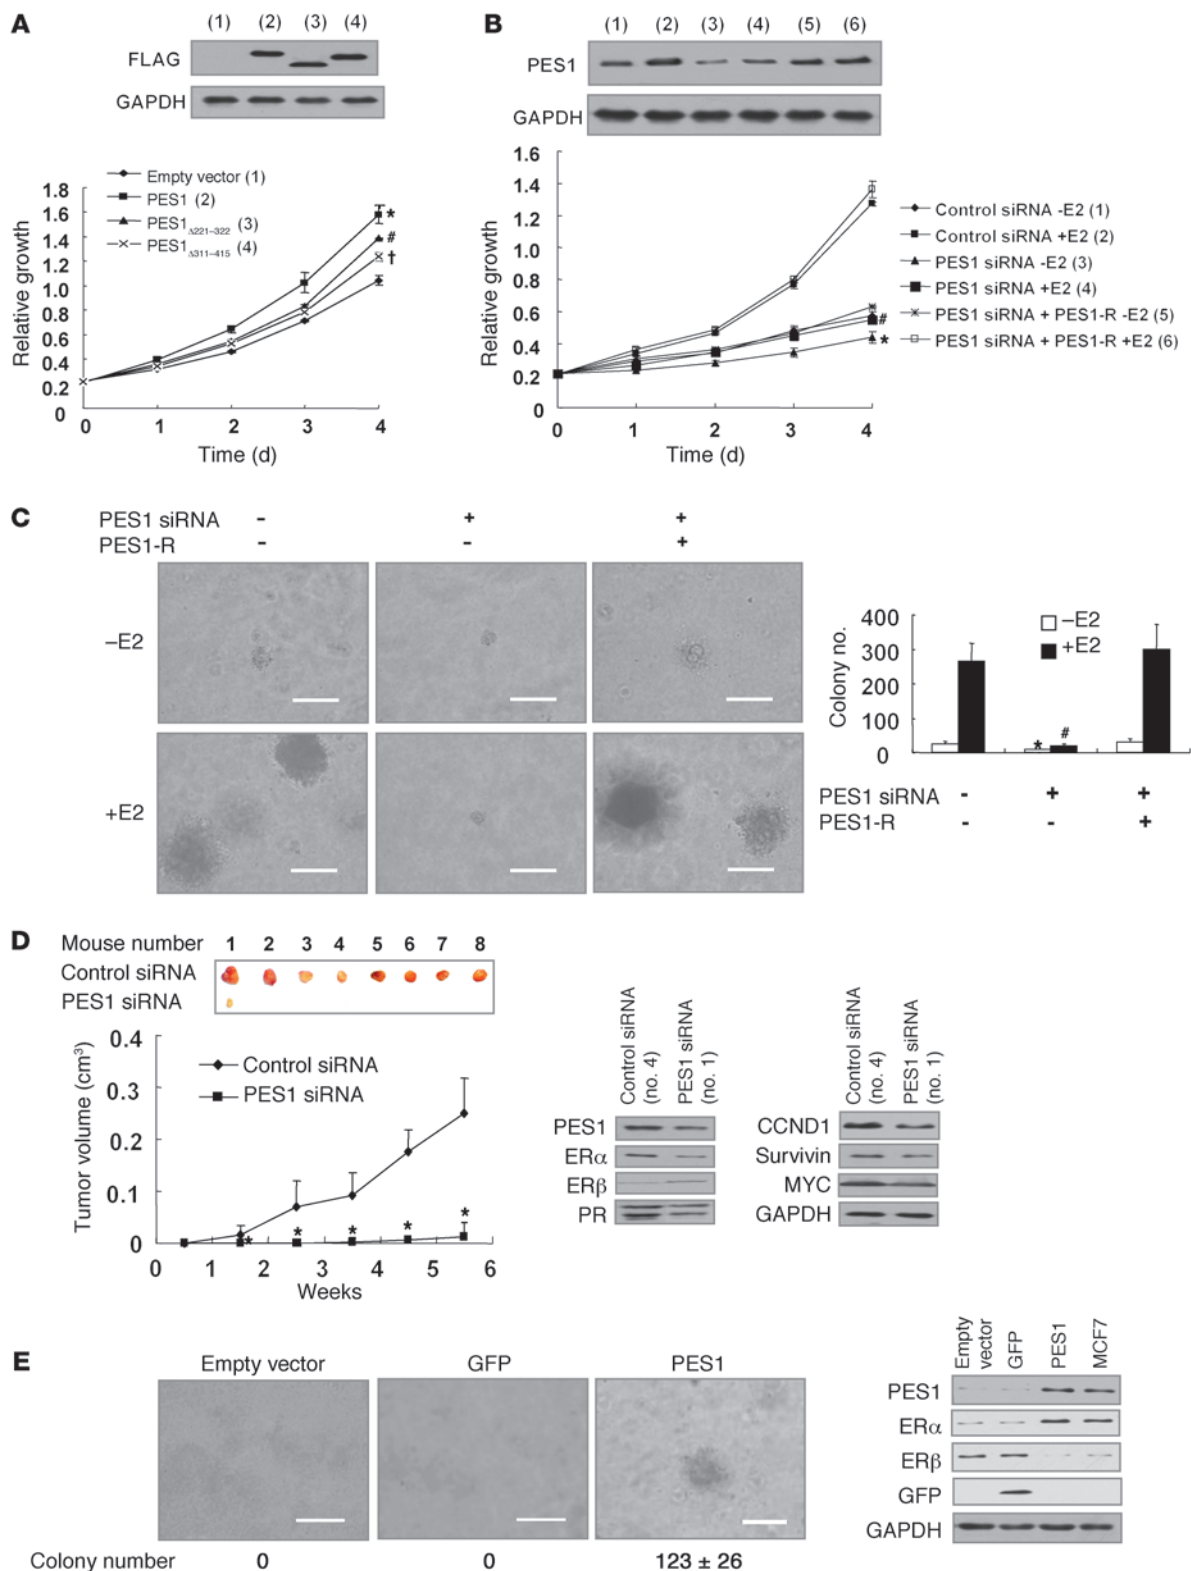 A
(1) (2) (3) (4)
FLAG
GAPDH
Empty vector (1)
PES1 (2)
PES1Δ221–322 (3)
PES1Δ311–415 (4)
Relative growth
1.8
1.6
1.4
1.2
1.0
0.8
0.6
0.4
0.2
0
*
#
†
0 1 2 3 4
Time (d)
B
(1) (2) (3) (4) (5) (6)
PES1
GAPDH
Relative growth
1.6
1.4
1.2
1.0
0.8
0.6
0.4
0.2
0
#
*
0 1 2 3 4
Time (d)
Control siRNA -E2 (1)
Control siRNA +E2 (2)
PES1 siRNA -E2 (3)
PES1 siRNA +E2 (4)
PES1 siRNA + PES1-R -E2 (5)
PES1 siRNA + PES1-R +E2 (6)
C
PES1 siRNA - + +
PES1-R - - +
–E2
+E2
Colony no.
400
300
200
100
0
–E2
+E2
*
#
PES1 siRNA - + +
PES1-R - - +
D
Mouse number 1 2 3 4 5 6 7 8
Control siRNA
PES1 siRNA
Tumor volume (cm³)
0.4
0.3
0.2
0.1
0
Control siRNA
PES1 siRNA
* * * * *
0 1 2 3 4 5 6
Weeks
Control siRNA (no. 4)
PES1 siRNA (no. 1)
PES1
ERα
ERβ
PR
Control siRNA (no. 4)
PES1 siRNA (no. 1)
CCND1
Survivin
MYC
GAPDH
E
Empty vector GFP PES1
Colony number 0 0 123 ± 26
Empty vector
GFP
PES1
MCF7
PES1
ERα
ERβ
GFP
GAPDH